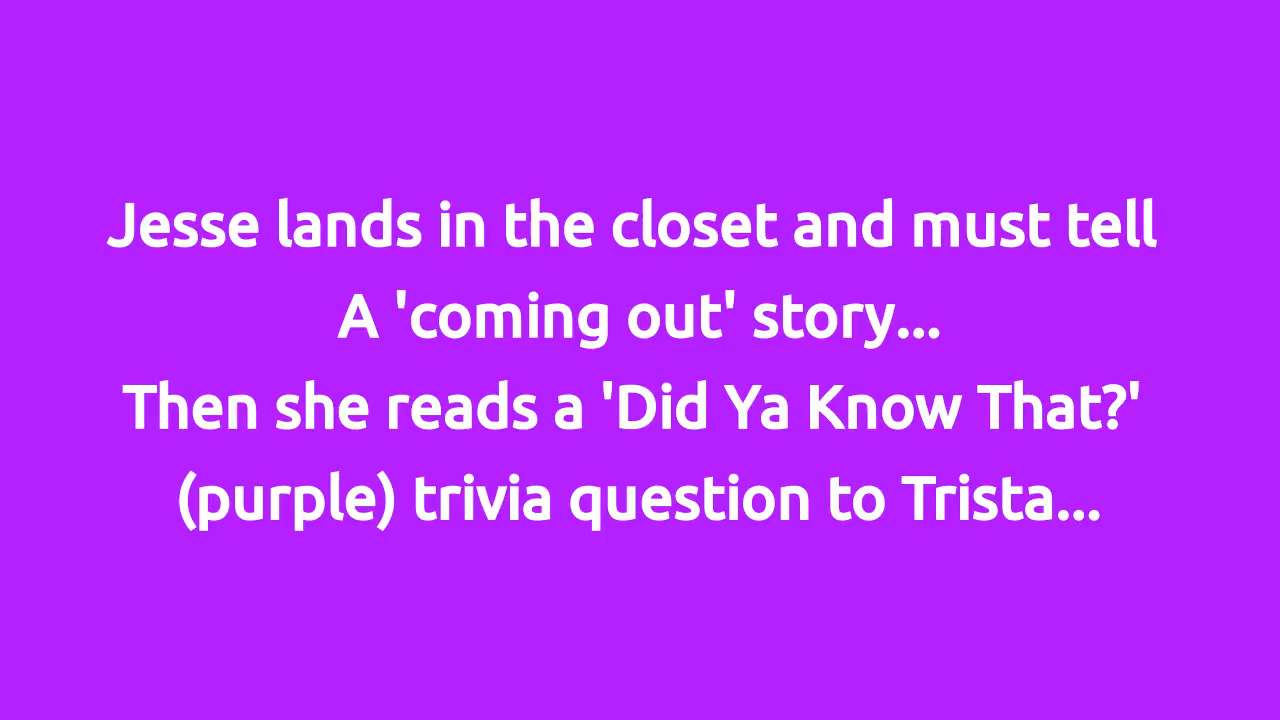 Jesse lands in the closet and must tell
A 'coming out' story...
Then she reads a 'Did Ya Know That?'
(purple) trivia question to Trista...